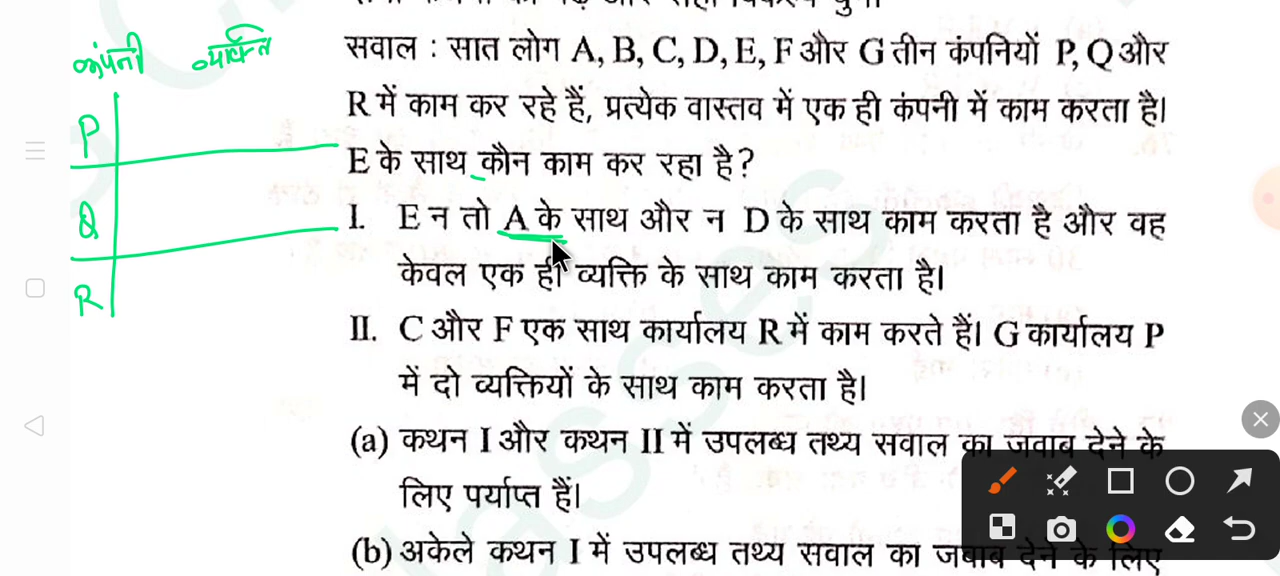 कंपनी व्यक्ति
P
Q
R
सवाल : सात लोग A, B, C, D, E, F और G तीन कंपनियों P, Q और
R में काम कर रहे हैं, प्रत्येक वास्तव में एक ही कंपनी में काम करता है।
E के साथ कौन काम कर रहा है?
I. E न तो A के साथ और न D के साथ काम करता है और वह
केवल एक ही व्यक्ति के साथ काम करता है।
II. C और F एक साथ कार्यालय R में काम करते हैं। G कार्यालय P
में दो व्यक्तियों के साथ काम करता है।
(a) कथन I और कथन II में उपलब्ध तथ्य सवाल का जवाब देने के
लिए पर्याप्त हैं।
(b) अकेले कथन I में उपलब्ध तथ्य सवाल का जवाब देने के लिए